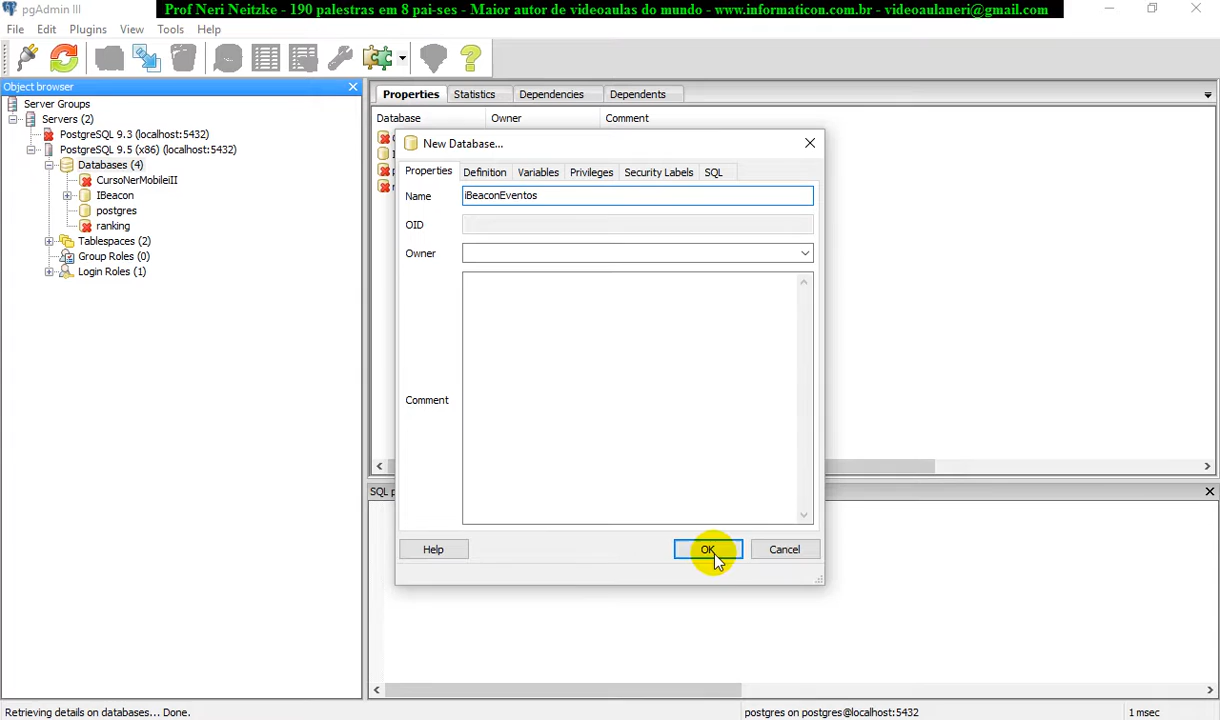 pgAdmin III
Prof Neri Neitzke - 190 palestras em 8 pai-ses - Maior autor de videoaulas do mundo - www.informaticon.com.br - videoaulaneri@gmail.com
File Edit Plugins View Tools Help
Object browser
Server Groups
Servers (2)
PostgreSQL 9.3 (localhost:5432)
PostgreSQL 9.5 (x86) (localhost:5432)
Databases (4)
CursoNerMobileiII
IBeacon
postgres
ranking
Tablespaces (2)
Group Roles (0)
Login Roles (1)
Properties Statistics Dependencies Dependents
Database Owner Comment
New Database...
Properties Definition Variables Privileges Security Labels SQL
Name iBeaconEventos
OID
Owner
Comment
Help OK Cancel
SQL p
Retrieving details on databases... Done. postgres on postgres@localhost:5432 1 msec